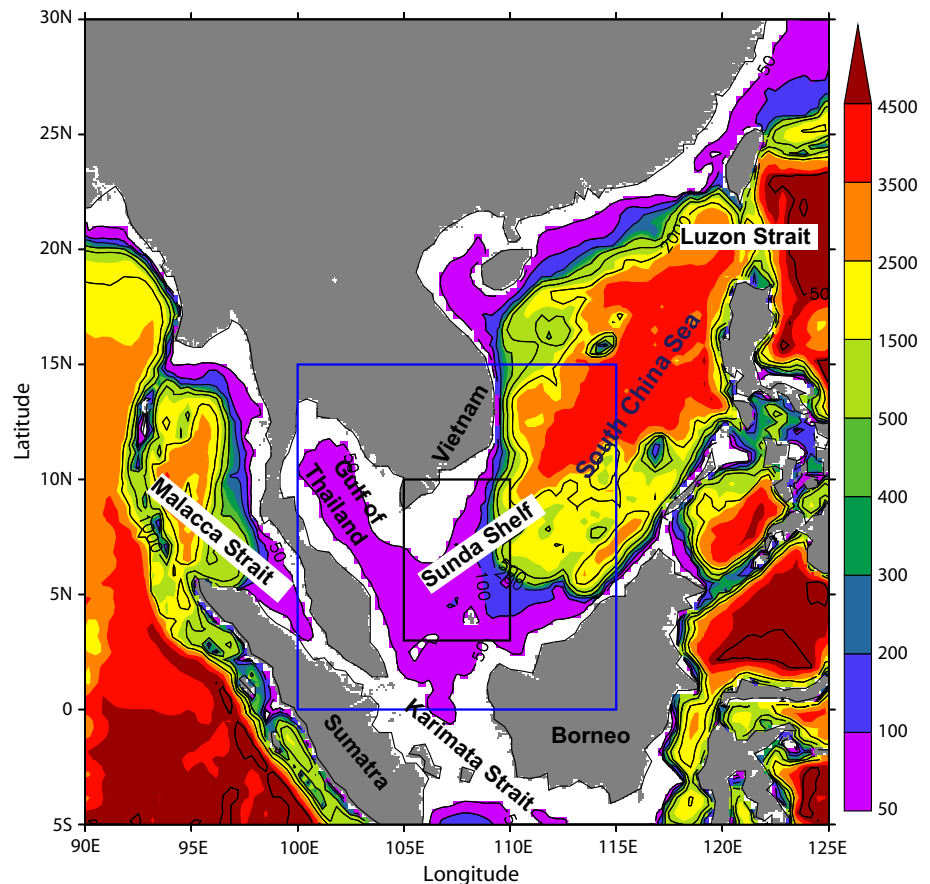 30N
25N
20N
15N
10N
5N
0
5S
Latitude
90E
95E
100E
105E
110E
115E
120E
125E
Longitude
4500
3500
2500
1500
500
400
300
200
100
50
Luzon Strait
South China Sea
Vietnam
Gulf of
Thailand
Malacca Strait
Sunda Shelf
Karimata Strait
Sumatra
Borneo
50
50
50
50
100
1000
50